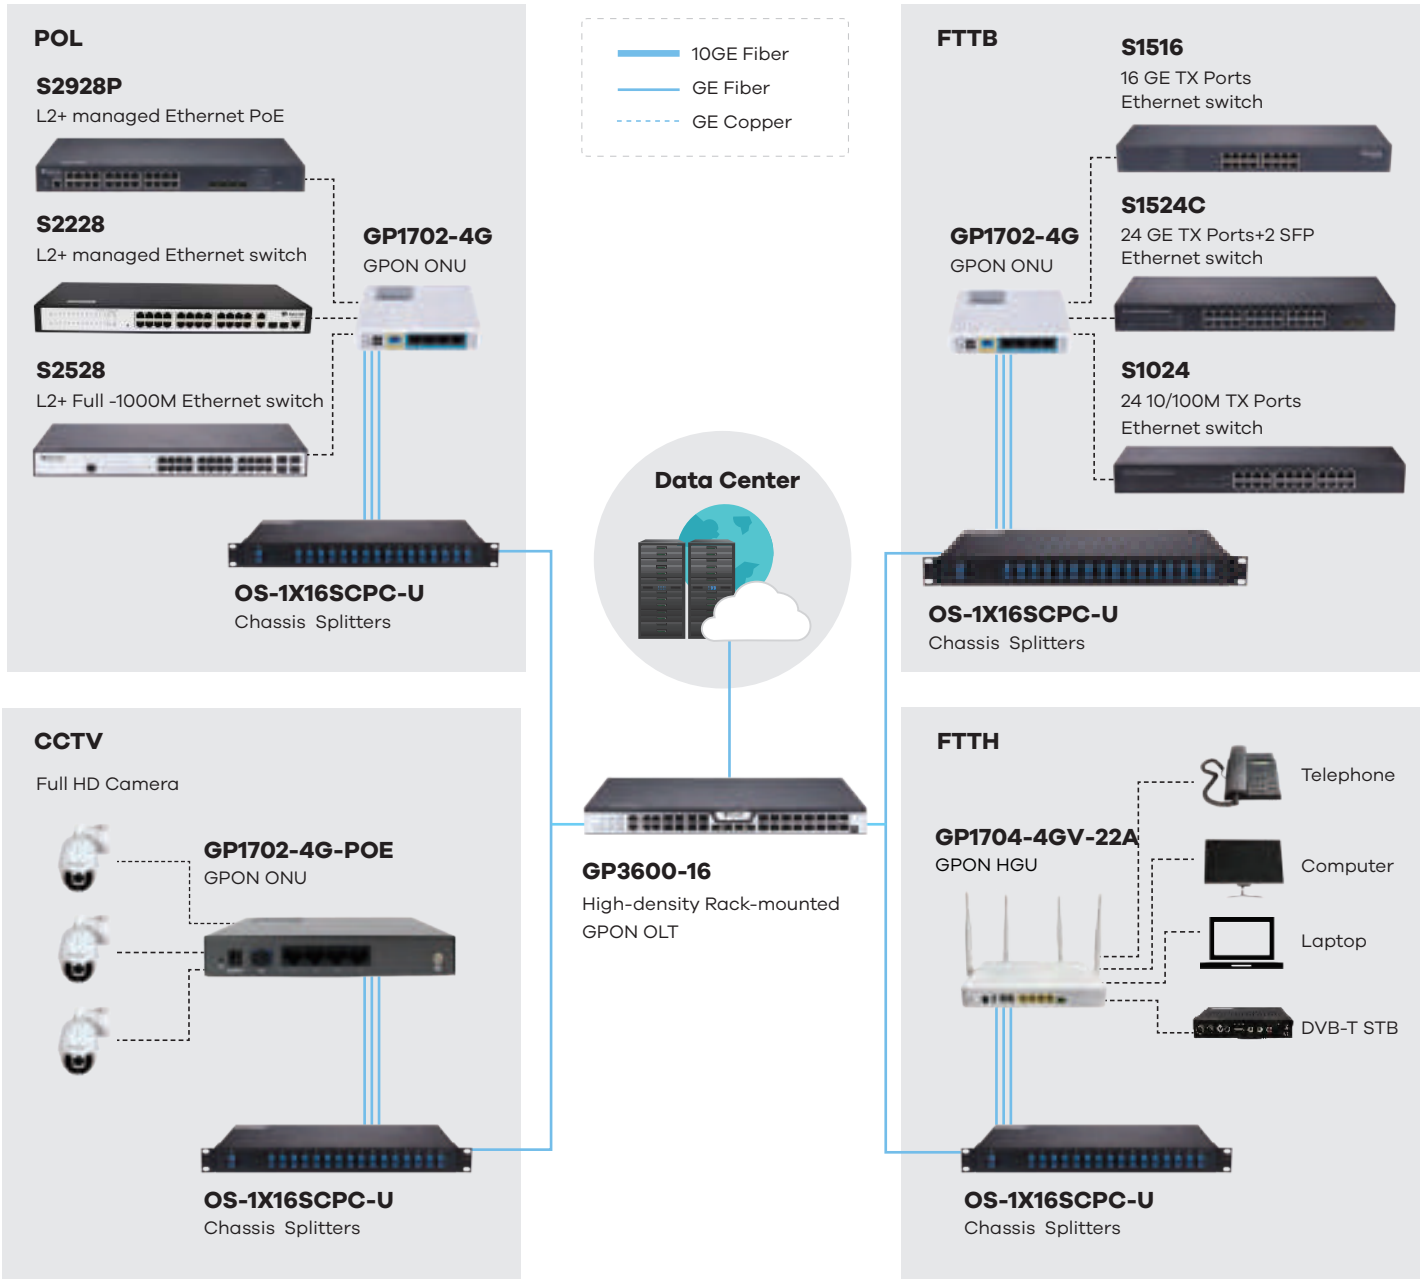 POL
S2928P
L2+ managed Ethernet PoE
S2228
L2+ managed Ethernet switch
GP1702-4G
GPON ONU
S2528
L2+ Full -1000M Ethernet switch
OS-1X16SCPC-U
Chassis Splitters
10GE Fiber
GE Fiber
GE Copper
FTTB
S1516
16 GE TX Ports
Ethernet switch
S1524C
24 GE TX Ports+2 SFP
Ethernet switch
GP1702-4G
GPON ONU
S1024
24 10/100M TX Ports
Ethernet switch
OS-1X16SCPC-U
Chassis Splitters
Data Center
GP3600-16
High-density Rack-mounted
GPON OLT
CCTV
Full HD Camera
GP1702-4G-POE
GPON ONU
OS-1X16SCPC-U
Chassis Splitters
FTTH
Telephone
GP1704-4GV-22A
GPON HGU
Computer
Laptop
DVB-T STB
OS-1X16SCPC-U
Chassis Splitters